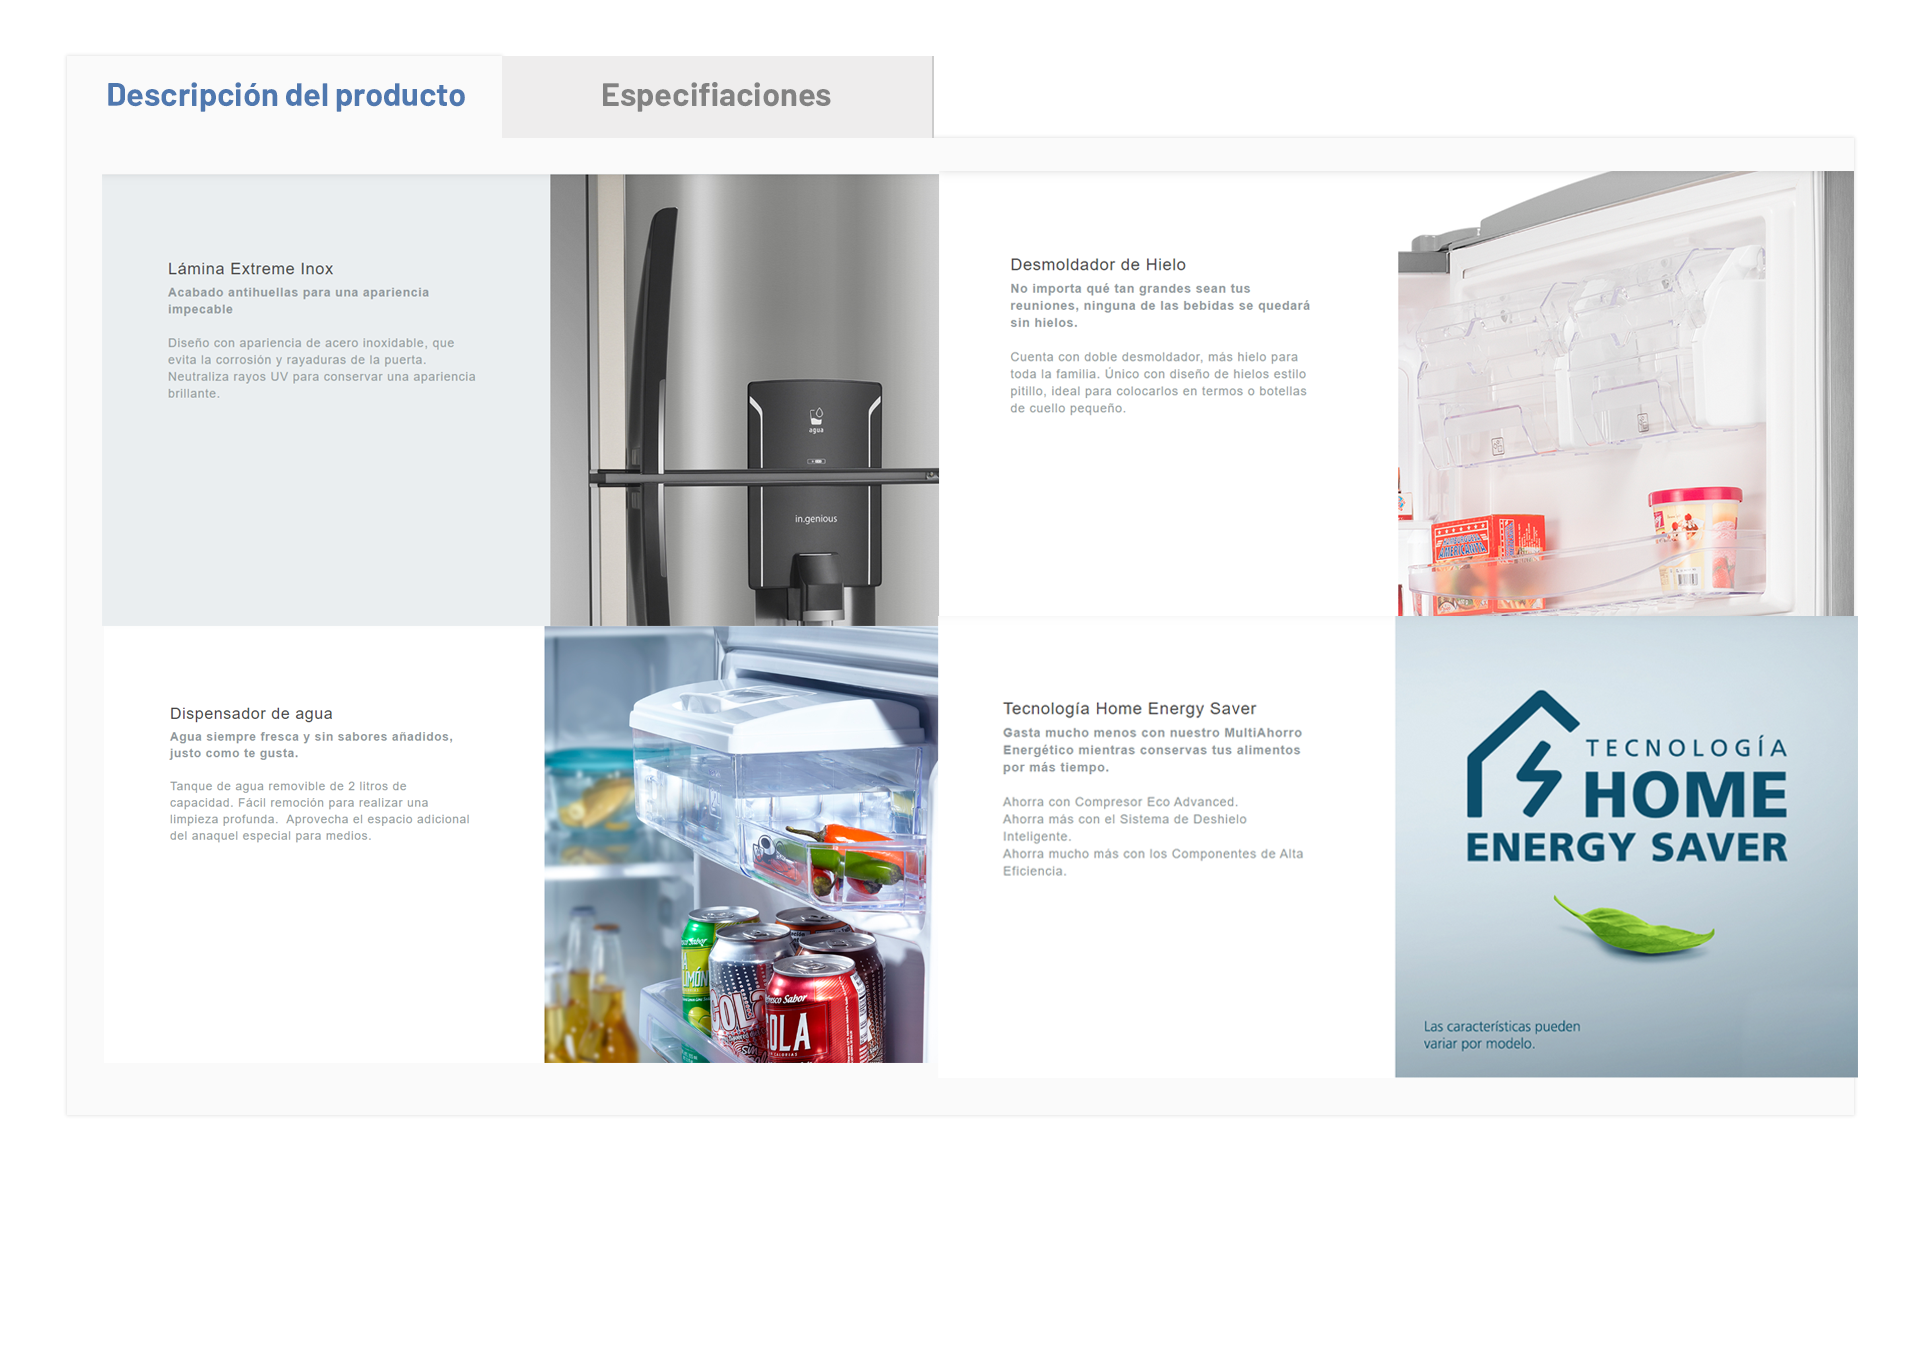 Descripción del producto
Especifiaciones
Lámina Extreme Inox
Acabado antihuellas para una apariencia
impecable
Diseño con apariencia de acero inoxidable, que
evita la corrosión y rayaduras de la puerta.
Neutraliza rayos UV para conservar una apariencia
brillante.
agua
in.genious
Desmoldador de Hielo
No importa qué tan grandes sean tus
reuniones, ninguna de las bebidas se quedará
sin hielos.
Cuenta con doble desmoldador, más hielo para
toda la familia. Único con diseño de hielos estilo
pitillo, ideal para colocarlos en termos o botellas
de cuello pequeño.
Dispensador de agua
Agua siempre fresca y sin sabores añadidos,
justo como te gusta.
Tanque de agua removible de 2 litros de
capacidad. Fácil remoción para realizar una
limpieza profunda.  Aprovecha el espacio adicional
del anaquel especial para medios.
LIMÓN
COLA
Sabor
OLA
Tecnología Home Energy Saver
Gasta mucho menos con nuestro MultiAhorro
Energético mientras conservas tus alimentos
por más tiempo.
Ahorra con Compresor Eco Advanced.
Ahorra más con el Sistema de Deshielo
Inteligente.
Ahorra mucho más con los Componentes de Alta
Eficiencia.
TECNOLOGÍA
HOME
ENERGY SAVER
Las características pueden
variar por modelo.